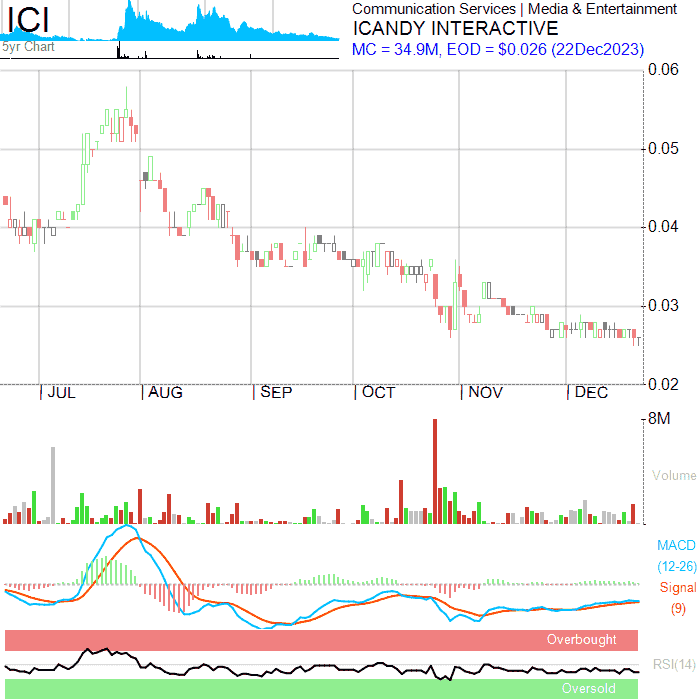 ICI
5yr Chart
Communication Services | Media & Entertainment
ICANDY INTERACTIVE
MC = 34.9M, EOD = $0.026 (22Dec2023)
0.06
0.05
0.04
0.03
0.02
JUL AUG SEP OCT NOV DEC
8M
Volume
MACD
(12-26)
Signal
(9)
Overbought
RSI(14)
Oversold